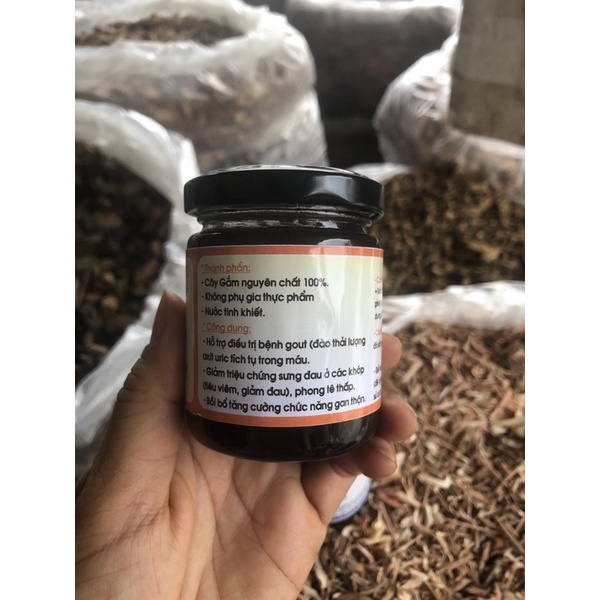 * Thành phần:
- Cây Gắm nguyên chất 100%.
- Không phụ gia thực phẩm
- Nước tinh khiết.
* Công dụng:
- Hỗ trợ điều trị bệnh gout (đào thải lượng
axit uric tích tụ trong máu.
- Giảm triệu chứng sưng đau ở các khớp
(tiêu viêm, giảm đau), phong tê thấp.
- Bồi bổ tăng cường chức năng gan thận.